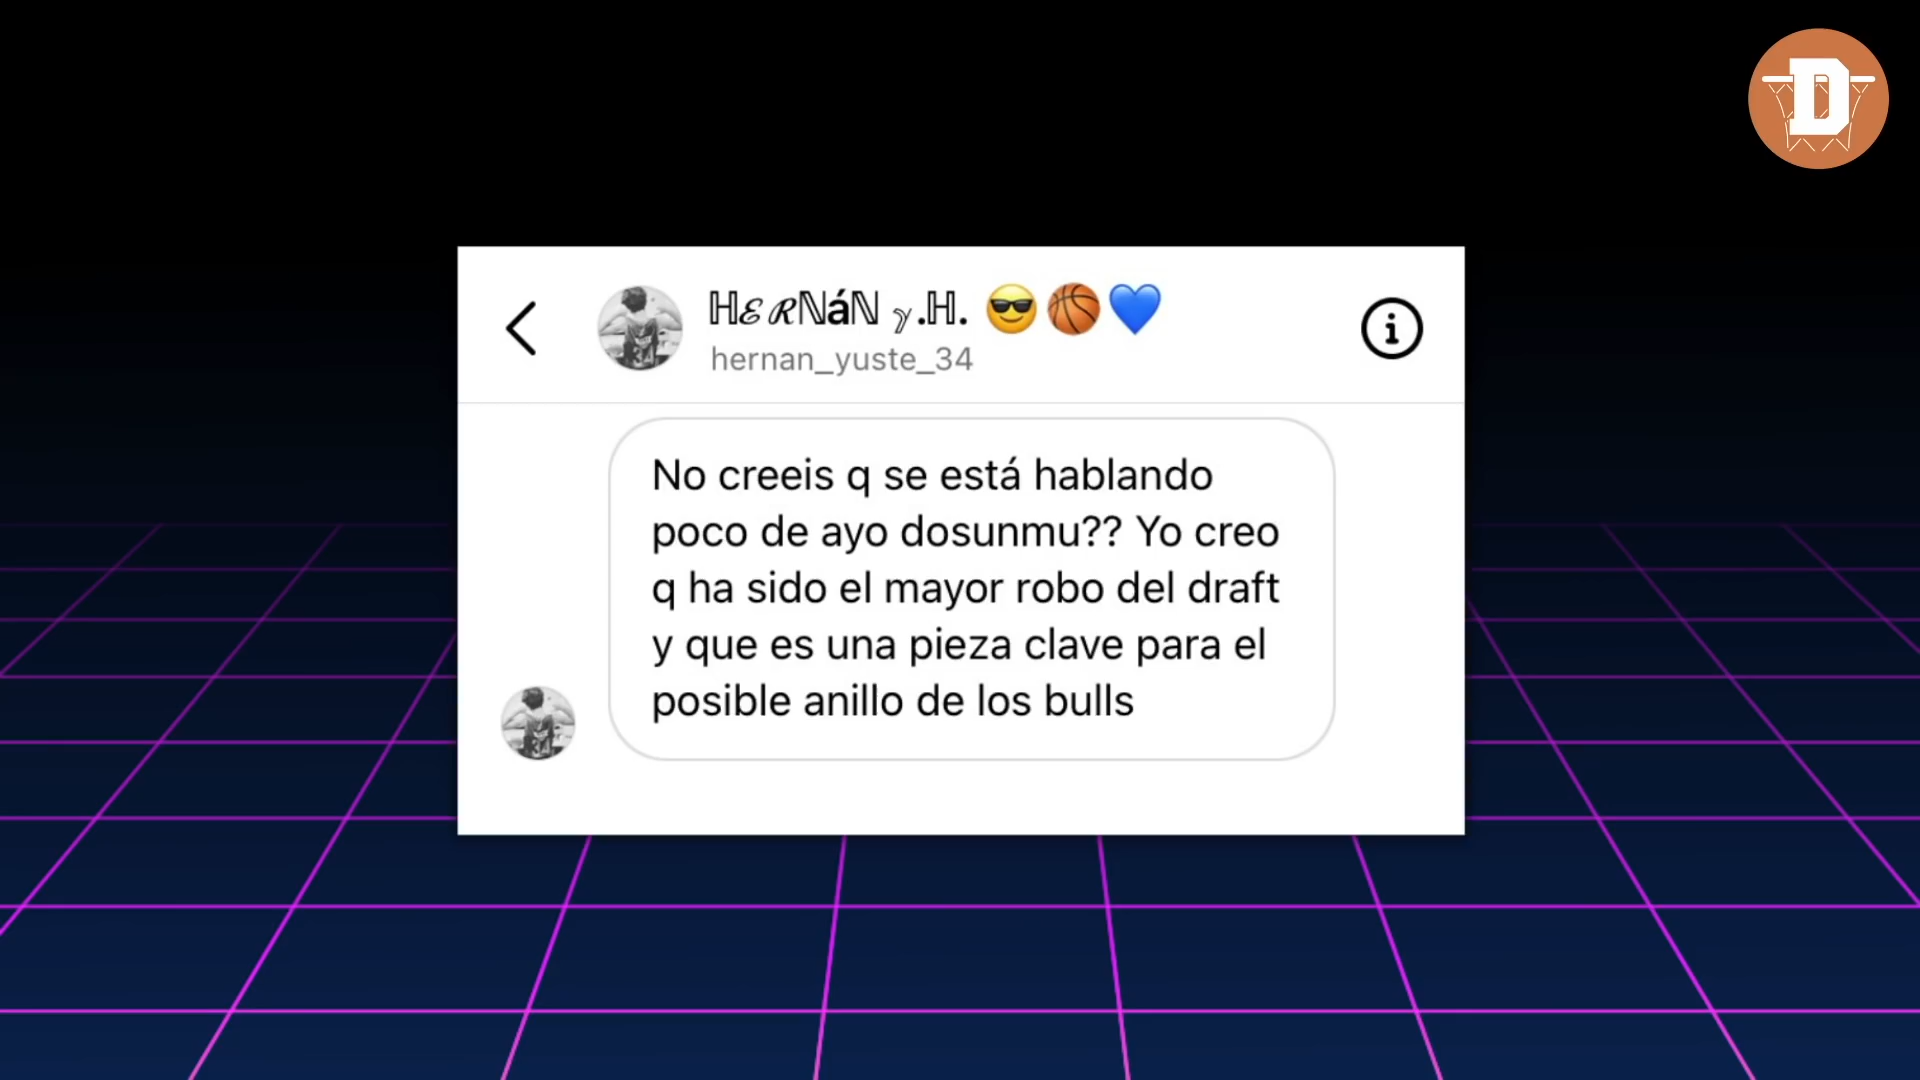 D
ℍℰℛℕáℕ 𝓎.ℍ. 😎🏀💙
hernan_yuste_34
No creeis q se está hablando
poco de ayo dosunmu?? Yo creo
q ha sido el mayor robo del draft
y que es una pieza clave para el
posible anillo de los bulls